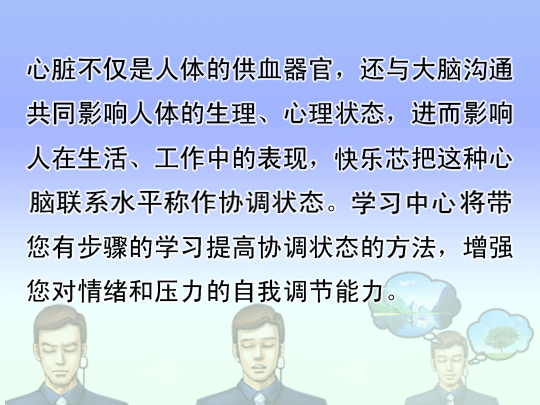 心脏不仅是人体的供血器官，还与大脑沟通
共同影响人体的生理、心理状态，进而影响
人在生活、工作中的表现，快乐芯把这种心
脑联系水平称作协调状态。学习中心将带
您有步骤的学习提高协调状态的方法，增强
您对情绪和压力的自我调节能力。